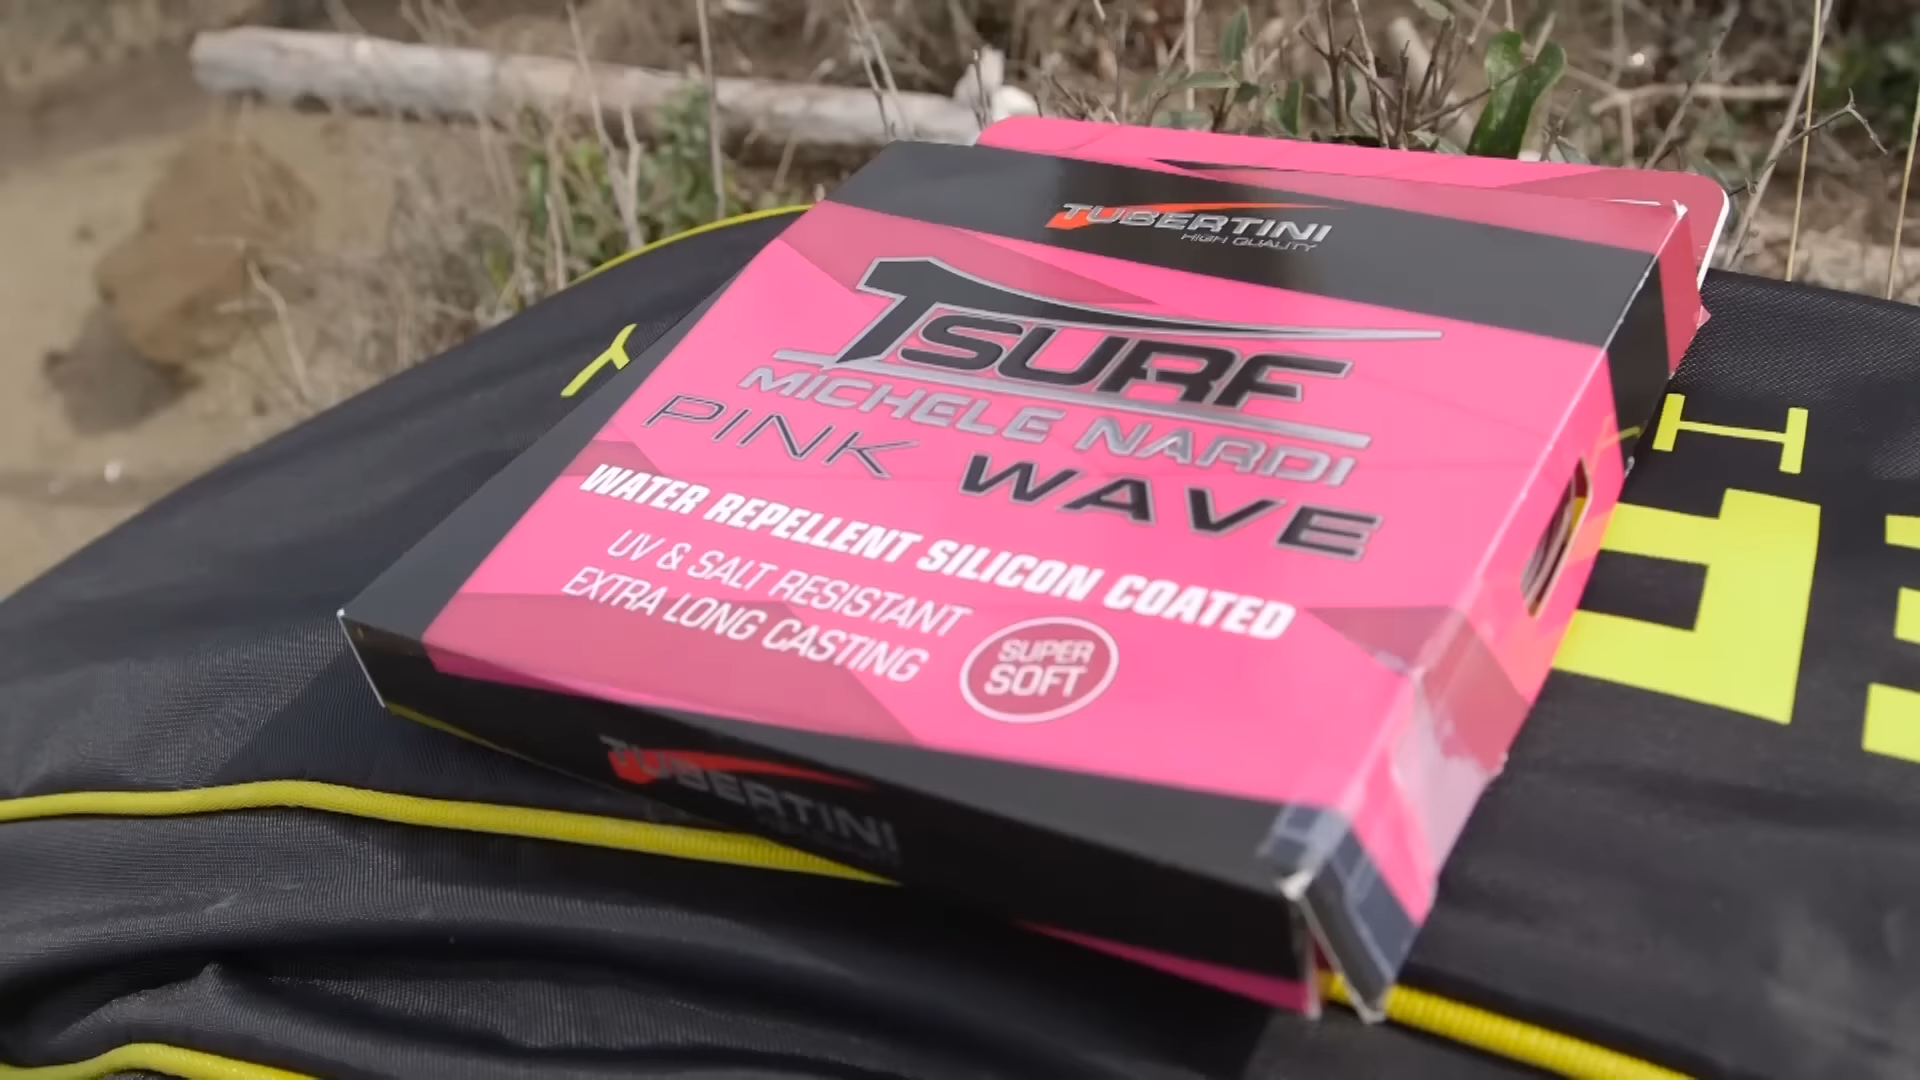 TUBERTINI
HIGH QUALITY
TSURF
MICHELE NARDI
PINK WAVE
WATER REPELLENT SILICON COATED
UV & SALT RESISTANT
EXTRA LONG CASTING
SUPER
SOFT
TUBERTINI